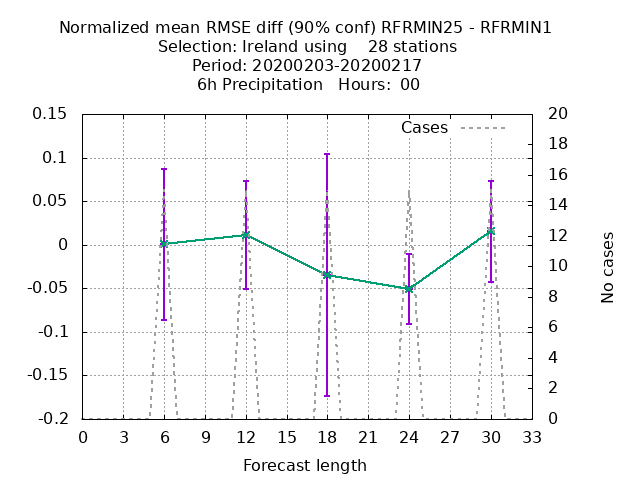 Normalized mean RMSE diff (90% conf) RFRMIN25 - RFRMIN1
Selection: Ireland using    28 stations
Period: 20200203-20200217
6h Precipitation   Hours:  00
0.15
0.1
0.05
0
-0.05
-0.1
-0.15
-0.2
Cases
20
18
16
14
12
10
8
6
4
2
0
No cases
0 3 6 9 12 15 18 21 24 27 30 33
Forecast length